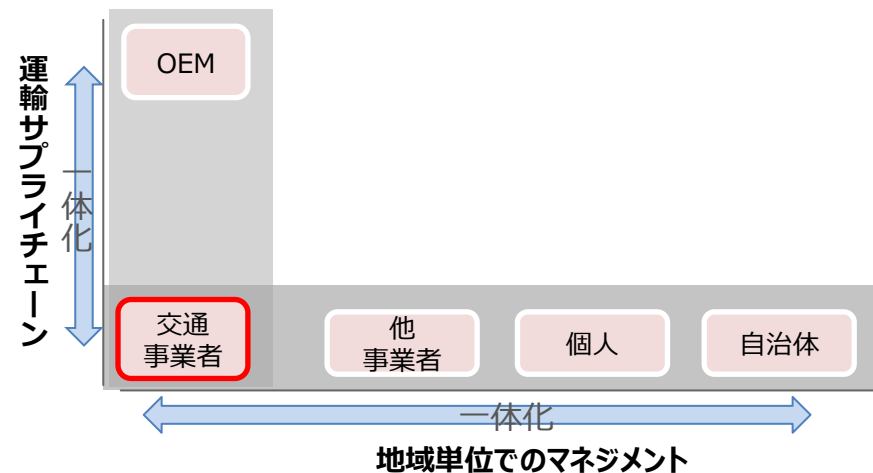 運輸サプライチェーン
一体化
OEM
交通
事業者
他
事業者
個人
自治体
一体化
地域単位でのマネジメント